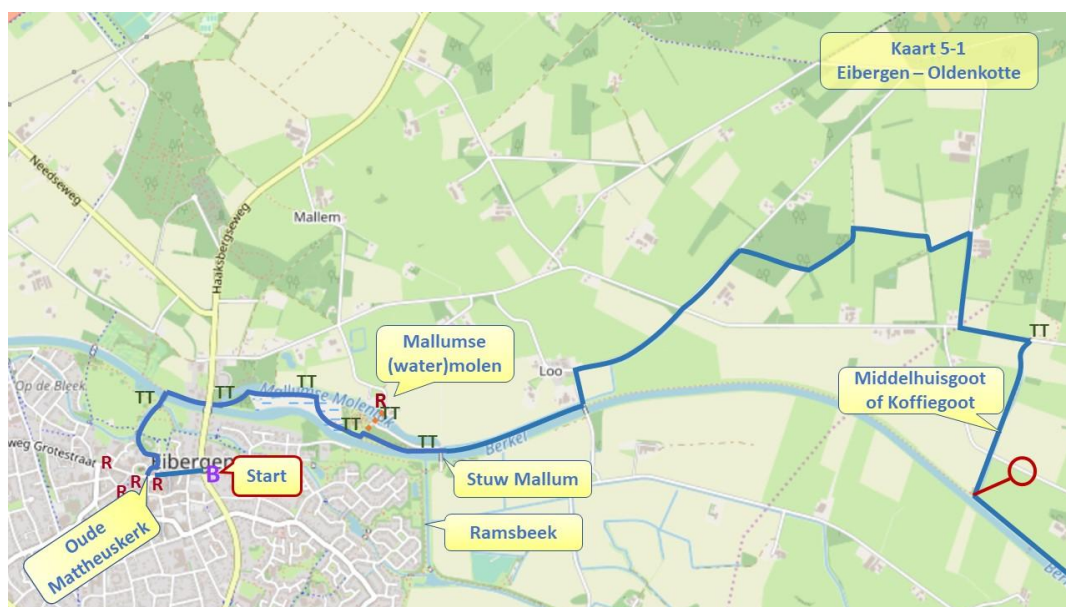 Kaart 5-1
Eibergen – Oldenkotte
Needseweg
Haaksbergseweg
Mallem
Mallumse
(water)molen
Loo
TT
Op de Bleek
TT
TT
TT
Mallumse Molenbeek
R
TT
TT
TT
Middelhuisgoot
of Koffiegoot
Berkel
weg Grotestraat
R
Eibergen
B
Start
Stuw Mallum
R
R
R
Oude
Mattheuskerk
Ramsbeek